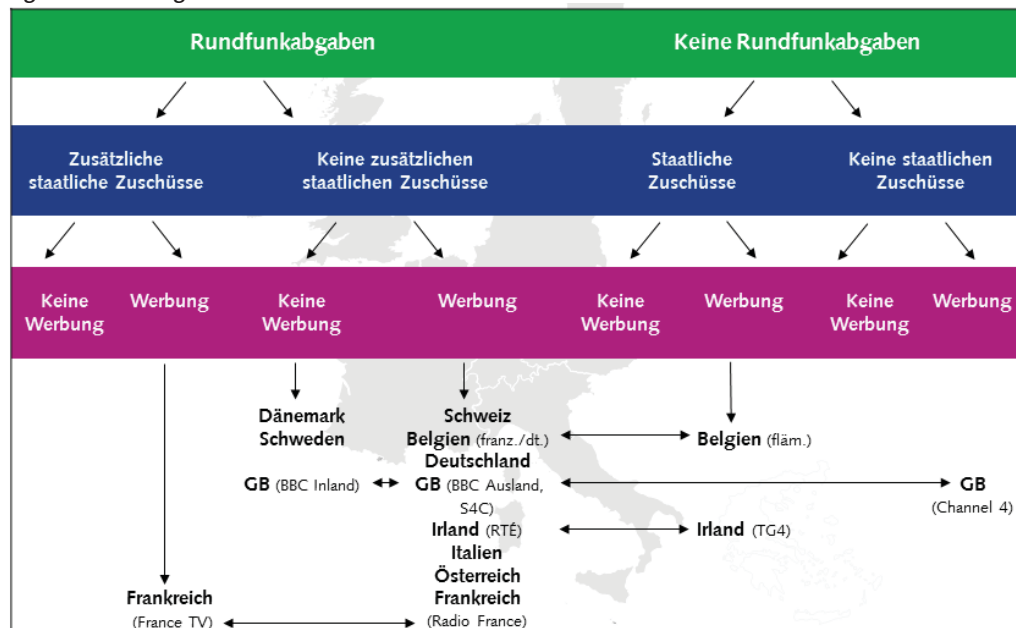 Rundfunkabgaben Keine Rundfunkabgaben
Zusätzliche
staatliche Zuschüsse
Keine zusätzlichen
staatlichen Zuschüsse
Staatliche
Zuschüsse
Keine staatlichen
Zuschüsse
Keine
Werbung
Werbung
Keine
Werbung
Werbung
Keine
Werbung
Werbung
Keine
Werbung
Werbung
Dänemark
Schweden
GB (BBC Inland)
Schweiz
Belgien (franz./dt.)
Deutschland
GB (BBC Ausland,
S4C)
Irland (RTÉ)
Italien
Österreich
Frankreich
(Radio France)
Belgien (fläm.)
Irland (TG4)
GB
(Channel 4)
Frankreich
(France TV)